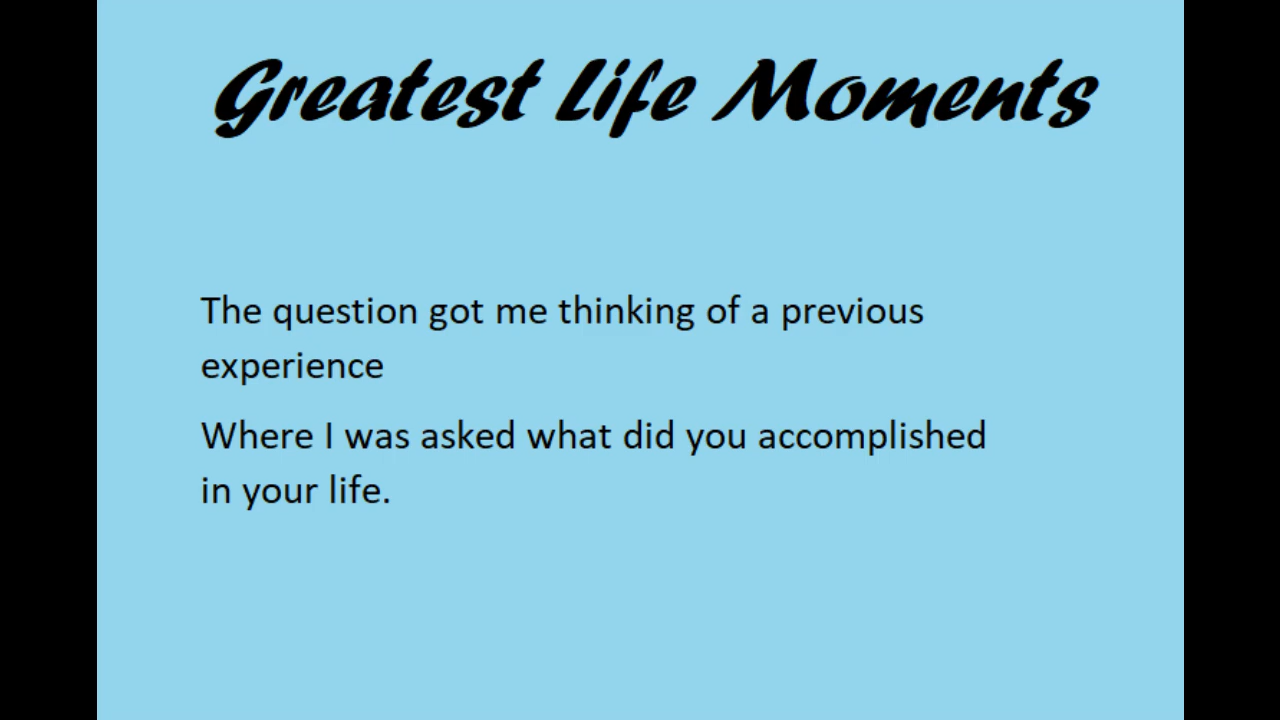 Greatest Life Moments
The question got me thinking of a previous
experience
Where I was asked what did you accomplished
in your life.